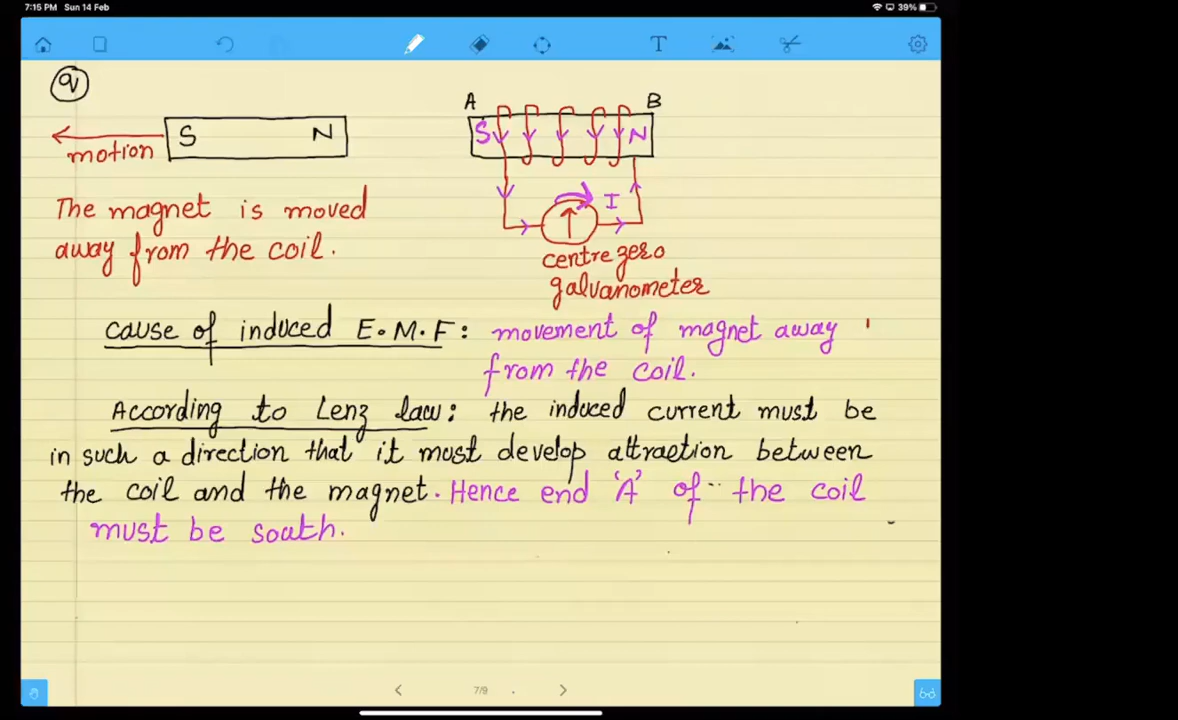 7:15 PM Sun 14 Feb
39%
T
9
A B
S N
S N
motion
I
The magnet is moved
away from the coil.
centre zero
galvanometer
cause of induced E.M.F: movement of magnet away
from the coil.
According to Lenz law: the induced current must be
in such a direction that it must develop attraction between
the coil and the magnet. Hence end 'A' of the coil
must be south.
7/9